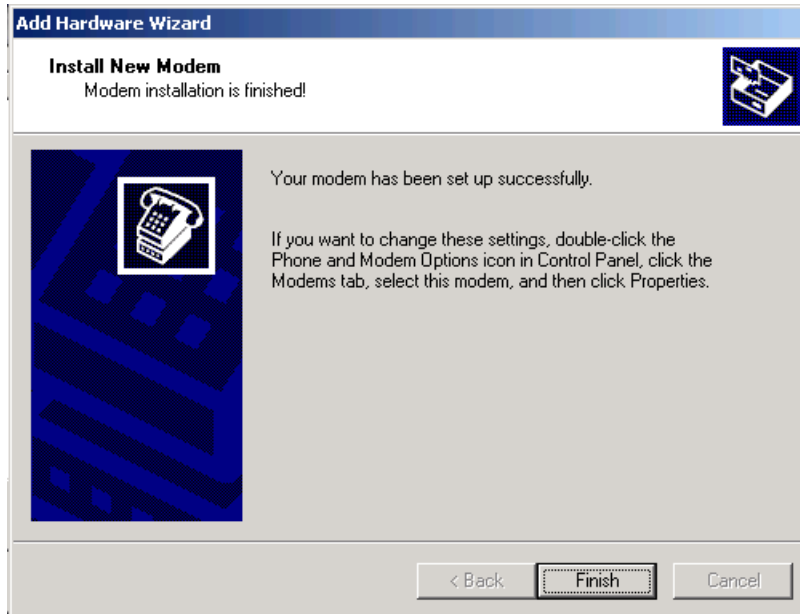 Add Hardware Wizard
Install New Modem
Modem installation is finished!
Your modem has been set up successfully.
If you want to change these settings, double-click the
Phone and Modem Options icon in Control Panel, click the
Modems tab, select this modem, and then click Properties.
< Back
Finish
Cancel